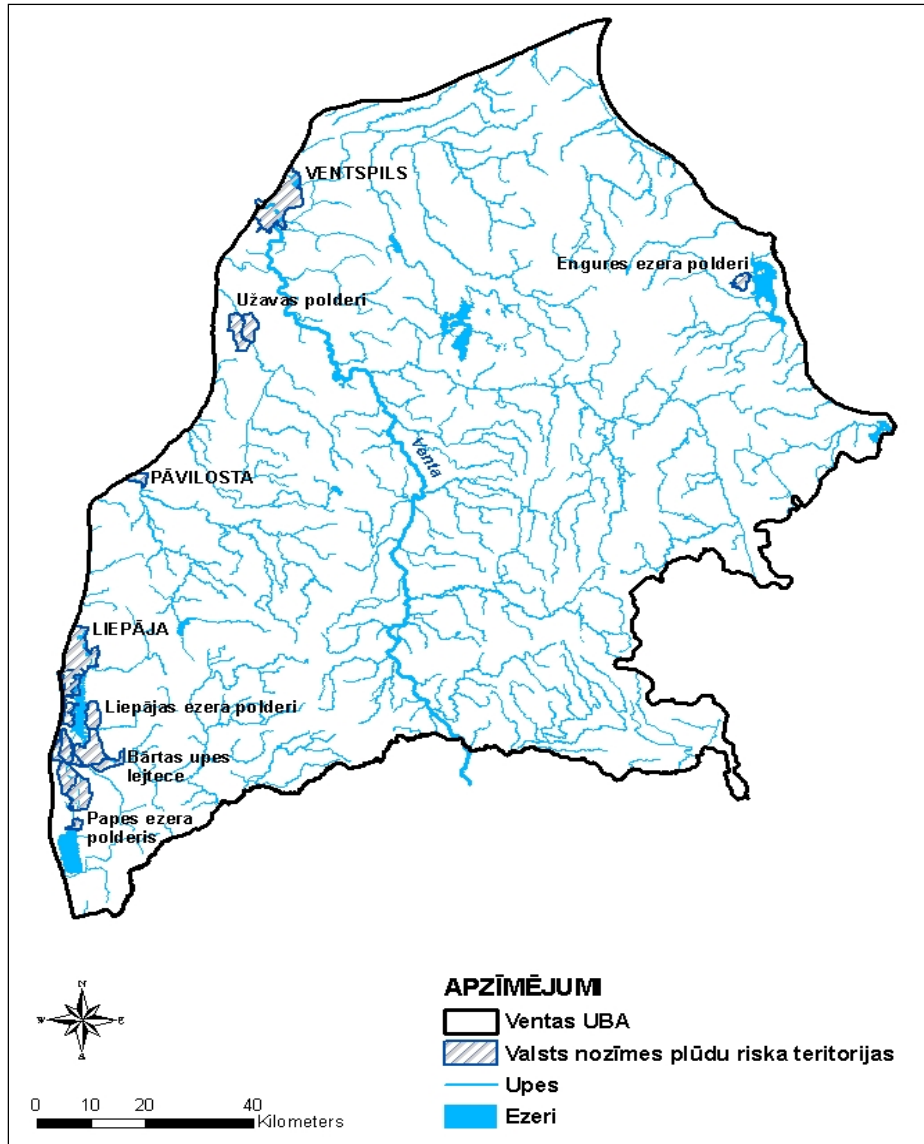 VENTSPILS
Engures ezera polderi
Užavas polderi
Venta
PĀVILOSTA
LIEPĀJA
Liepājas ezera polderi
Bārtas upes
lejtece
Papes ezera
polderis
N
W
E
APZĪMĒJUMI
Ventas UBA
Valsts nozīmes plūdu riska teritorijas
Upes
Ezeri
0 10 20 40
Kilometers